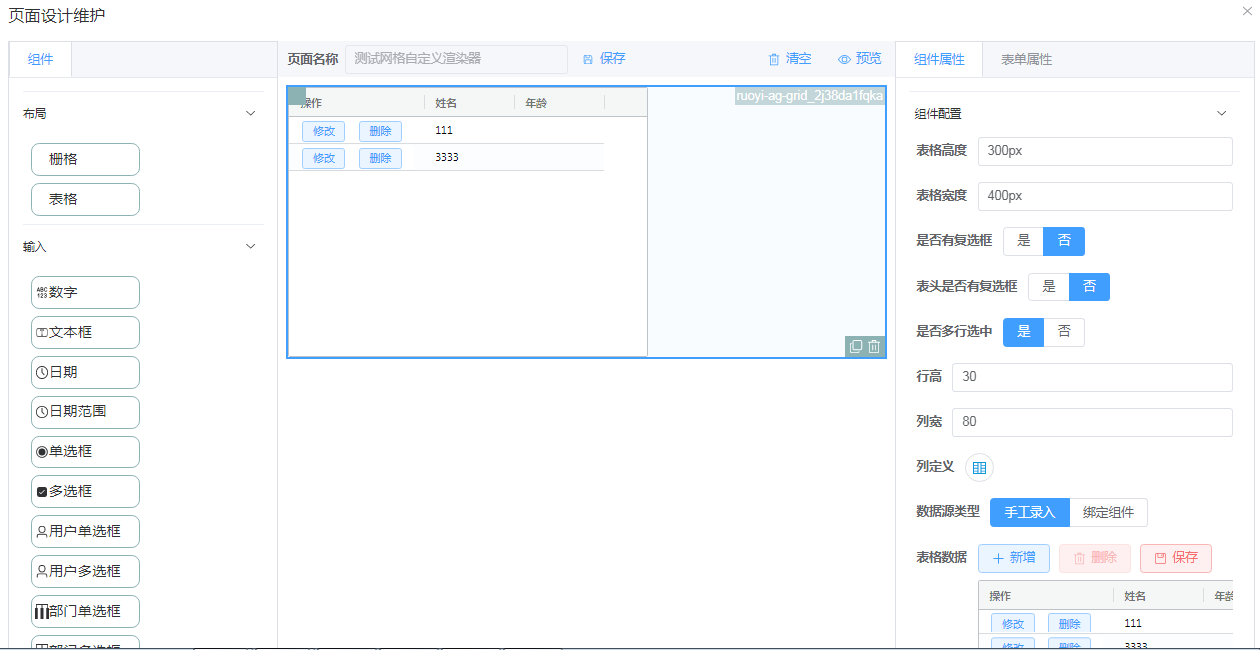 页面设计维护
组件
页面名称 测试网格自定义渲染器 保存 清空 预览
组件属性 表单属性
布局
栅格
表格
输入
ABC 123 数字
文本框
日期
日期范围
单选框
多选框
用户单选框
用户多选框
部门单选框
部门多选框
操作 姓名 年龄
ruoyi-ag-grid_2j38da1fqka
修改 删除 111
修改 删除 3333
组件配置
表格高度 300px
表格宽度 400px
是否有复选框 是 否
表头是否有复选框 是 否
是否多行选中 是 否
行高 30
列宽 80
列定义
数据源类型 手工录入 绑定组件
表格数据 新增 删除 保存
操作 姓名 年龄
修改 删除 111
修改 删除 3333